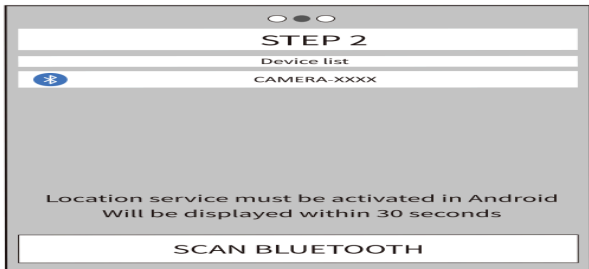 STEP 2
Device list
CAMERA-XXXX
Location service must be activated in Android
Will be displayed within 30 seconds
SCAN BLUETOOTH